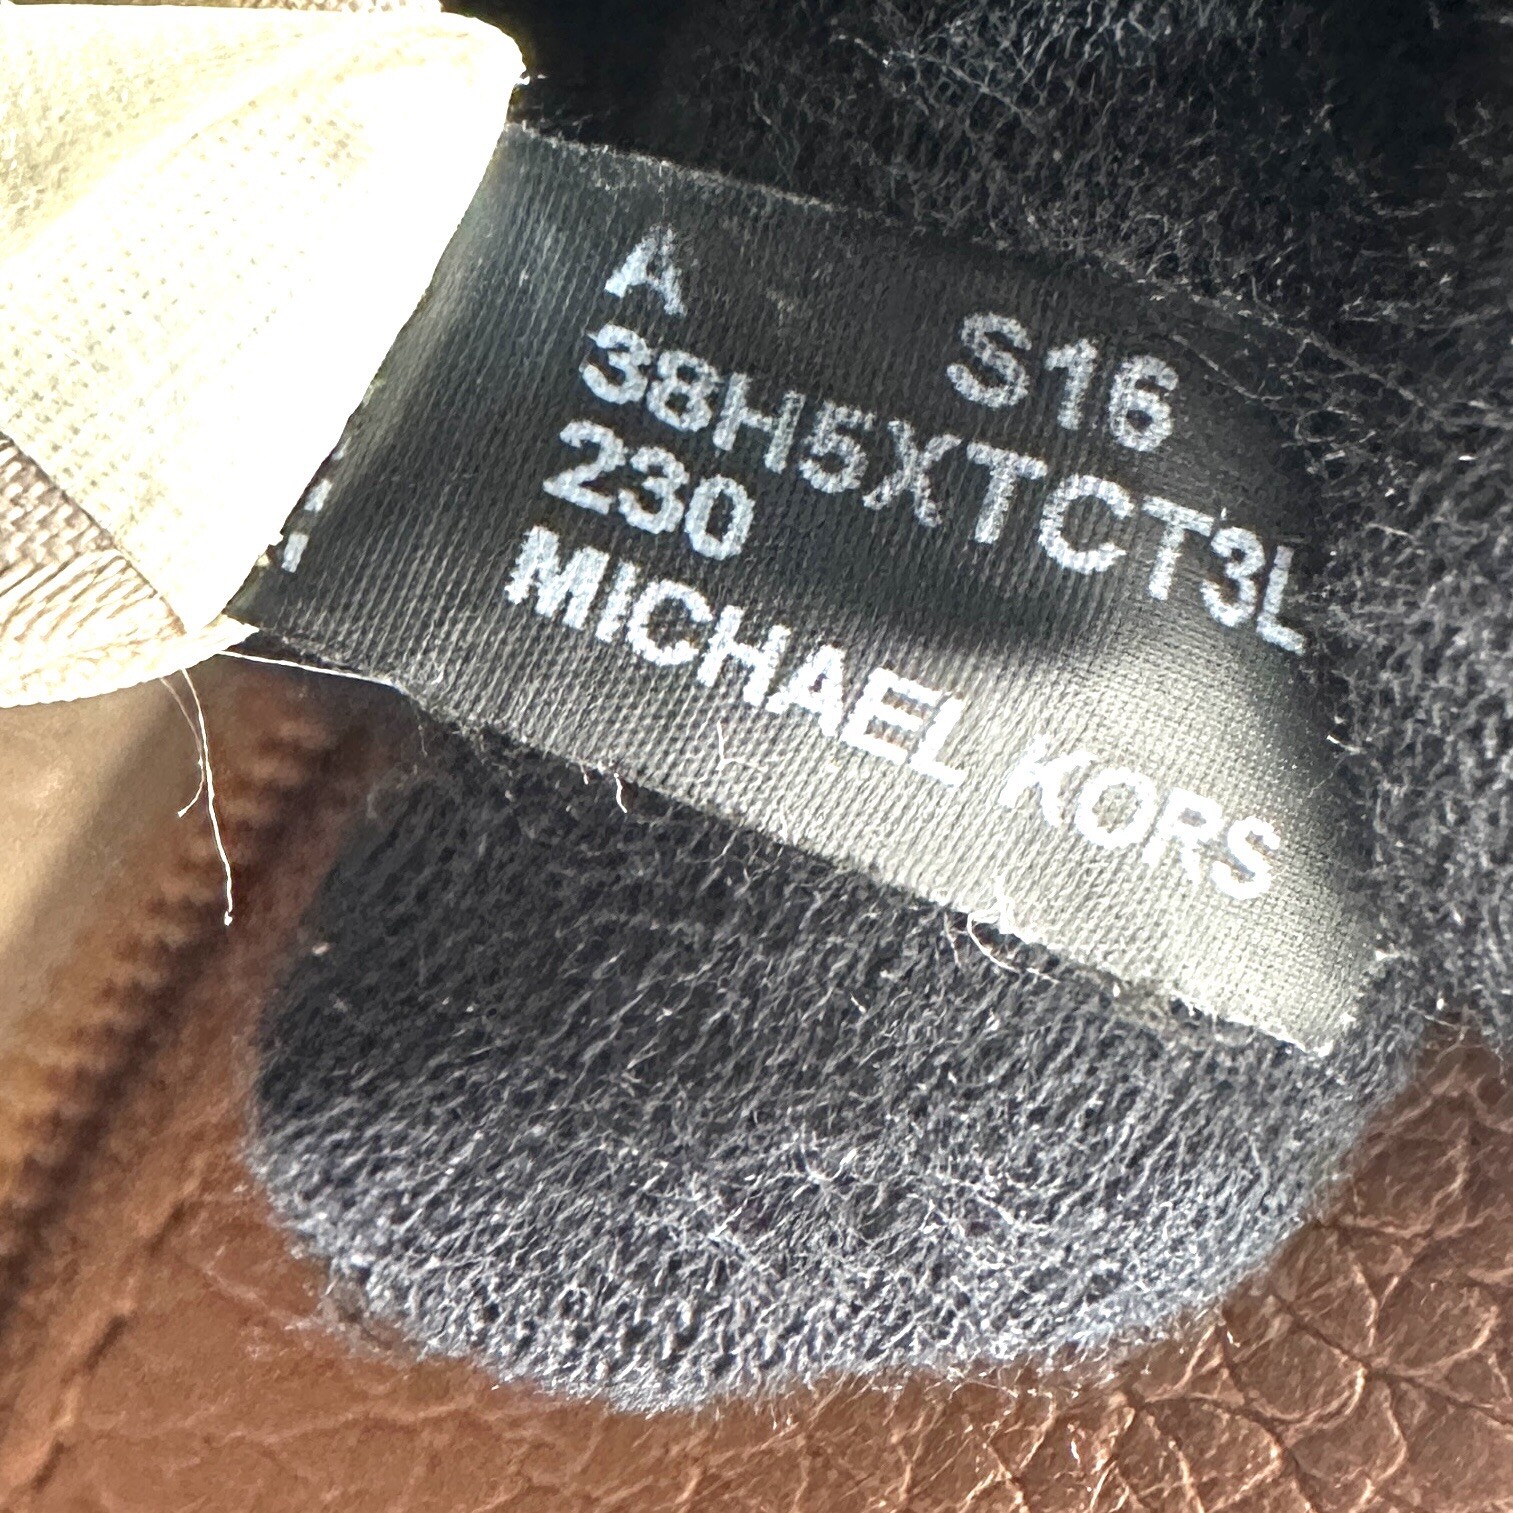 A S16
38H5XTCT3L
230
MICHAEL KORS